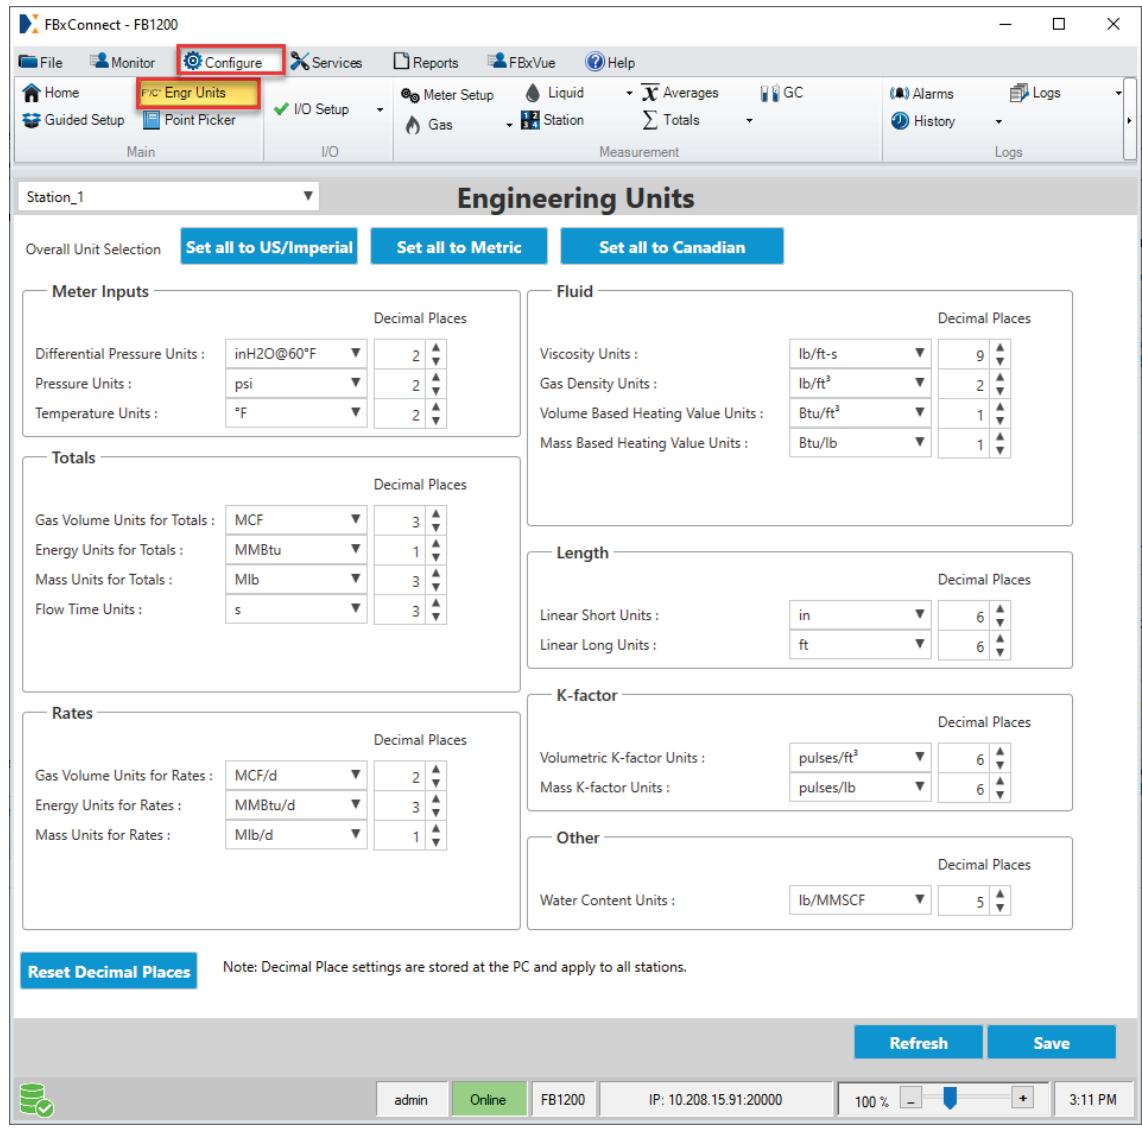 FBxConnect - FB1200
File Monitor Configure Services Reports FBxVue Help
Home F°/C° Engr Units I/O Setup Meter Setup Liquid X Averages GC Alarms Logs
Guided Setup Point Picker Gas 1 2 3 4 Station Σ Totals History
Main I/O Measurement Logs
Station_1 Engineering Units
Overall Unit Selection Set all to US/Imperial Set all to Metric Set all to Canadian
Meter Inputs
Decimal Places
Differential Pressure Units : inH2O@60°F 2
Pressure Units : psi 2
Temperature Units : °F 2
Totals
Decimal Places
Gas Volume Units for Totals : MCF 3
Energy Units for Totals : MMBtu 1
Mass Units for Totals : Mlb 3
Flow Time Units : s 3
Rates
Decimal Places
Gas Volume Units for Rates : MCF/d 2
Energy Units for Rates : MMBtu/d 3
Mass Units for Rates : Mlb/d 1
Fluid
Decimal Places
Viscosity Units : lb/ft-s 9
Gas Density Units : lb/ft³ 2
Volume Based Heating Value Units : Btu/ft³ 1
Mass Based Heating Value Units : Btu/lb 1
Length
Decimal Places
Linear Short Units : in 6
Linear Long Units : ft 6
K-factor
Decimal Places
Volumetric K-factor Units : pulses/ft³ 6
Mass K-factor Units : pulses/lb 6
Other
Decimal Places
Water Content Units : lb/MMSCF 5
Reset Decimal Places Note: Decimal Place settings are stored at the PC and apply to all stations.
Refresh Save
admin Online FB1200 IP: 10.208.15.91:20000 100 % - + 3:11 PM